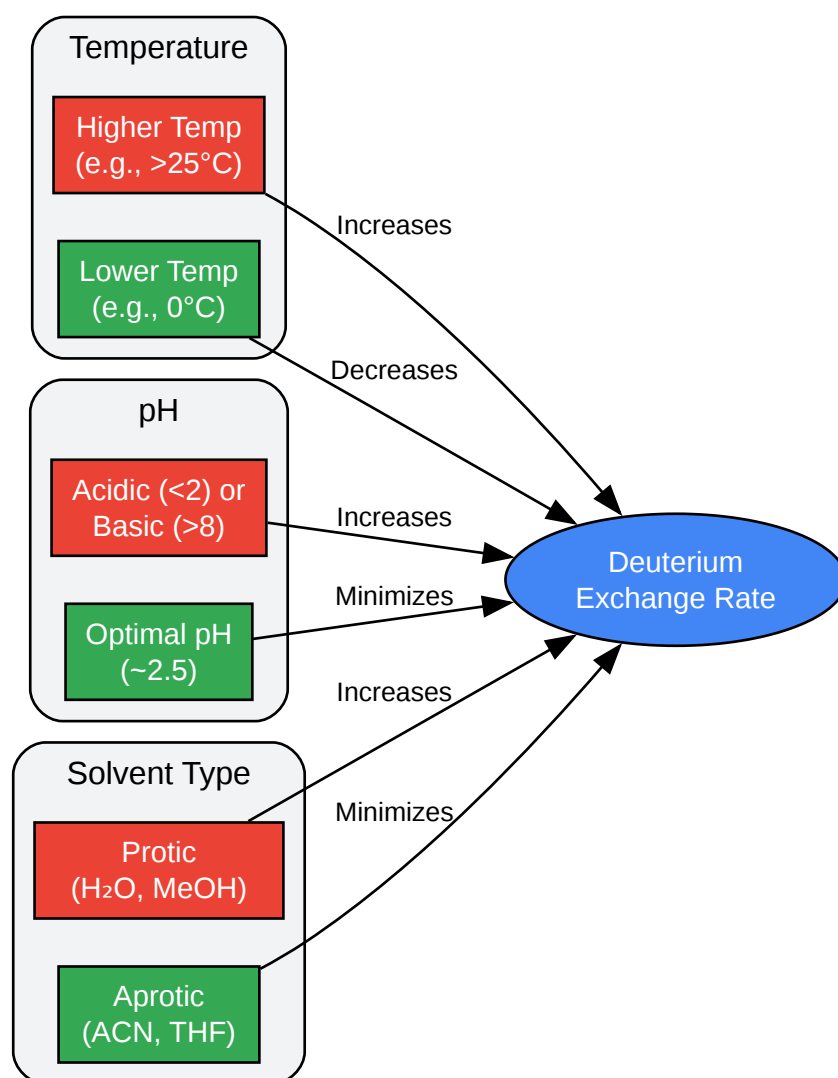 Temperature
Higher Temp
(e.g., >25°C)
Increases
Lower Temp
(e.g., 0°C)
Decreases
pH
Acidic (<2) or
Basic (>8)
Increases
Optimal pH
(~2.5)
Minimizes
Deuterium
Exchange Rate
Solvent Type
Increases
Protic
(H₂O, MeOH)
Minimizes
Aprotic
(ACN, THF)